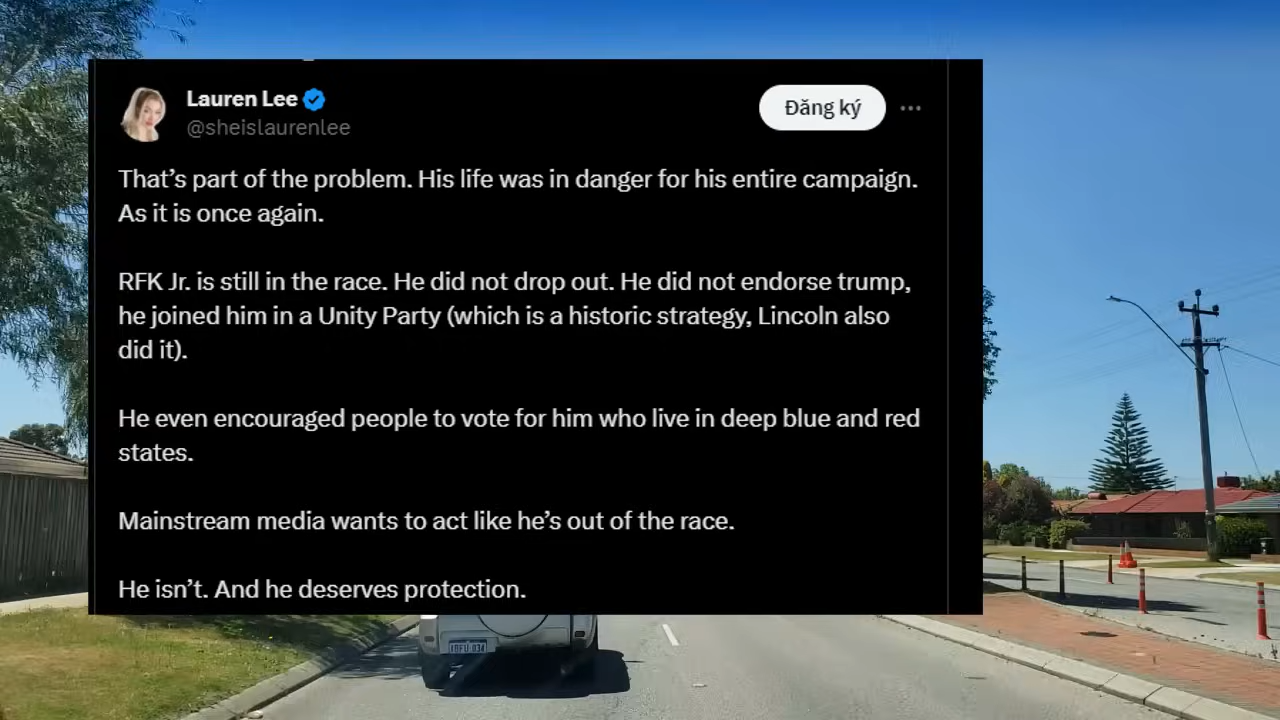 Lauren Lee
@sheislaurenlee
Đăng ký
That's part of the problem. His life was in danger for his entire campaign.
As it is once again.
RFK Jr. is still in the race. He did not drop out. He did not endorse trump,
he joined him in a Unity Party (which is a historic strategy, Lincoln also
did it).
He even encouraged people to vote for him who live in deep blue and red
states.
Mainstream media wants to act like he's out of the race.
He isn't. And he deserves protection.